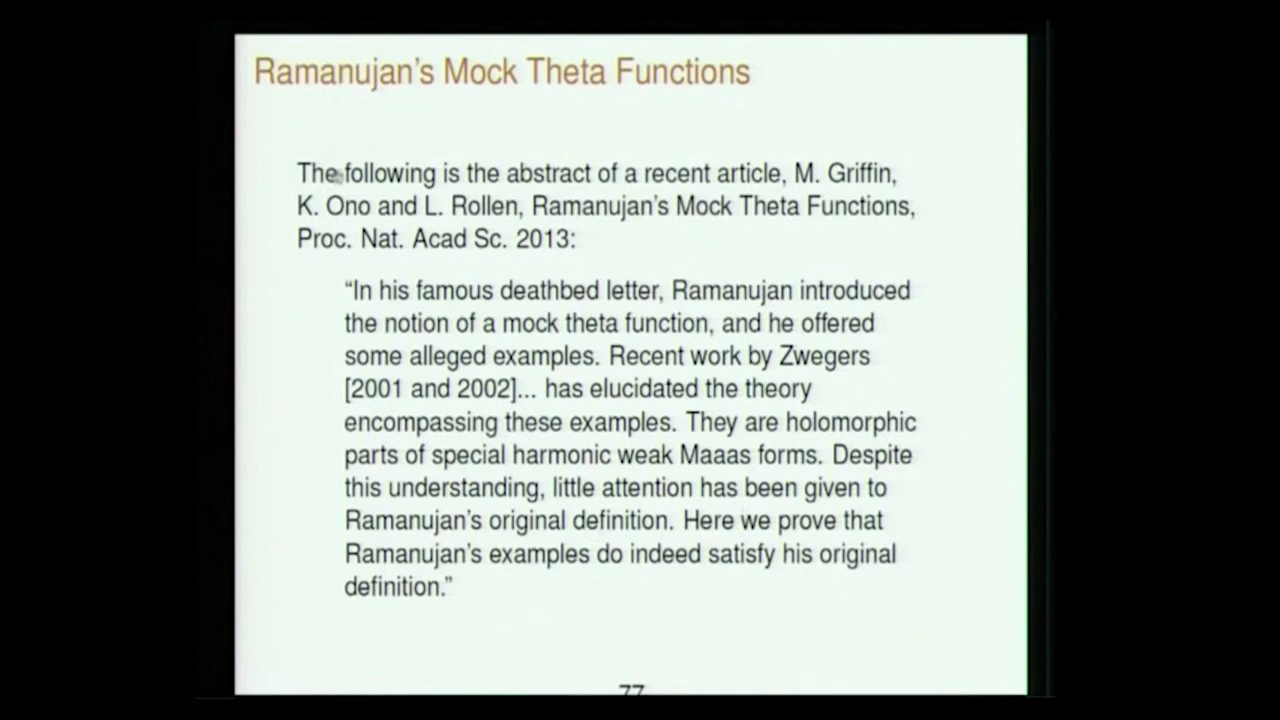 Ramanujan's Mock Theta Functions
The following is the abstract of a recent article, M. Griffin,
K. Ono and L. Rollen, Ramanujan's Mock Theta Functions,
Proc. Nat. Acad Sc. 2013:
“In his famous deathbed letter, Ramanujan introduced
the notion of a mock theta function, and he offered
some alleged examples. Recent work by Zwegers
[2001 and 2002]... has elucidated the theory
encompassing these examples. They are holomorphic
parts of special harmonic weak Maaas forms. Despite
this understanding, little attention has been given to
Ramanujan's original definition. Here we prove that
Ramanujan's examples do indeed satisfy his original
definition.”
77